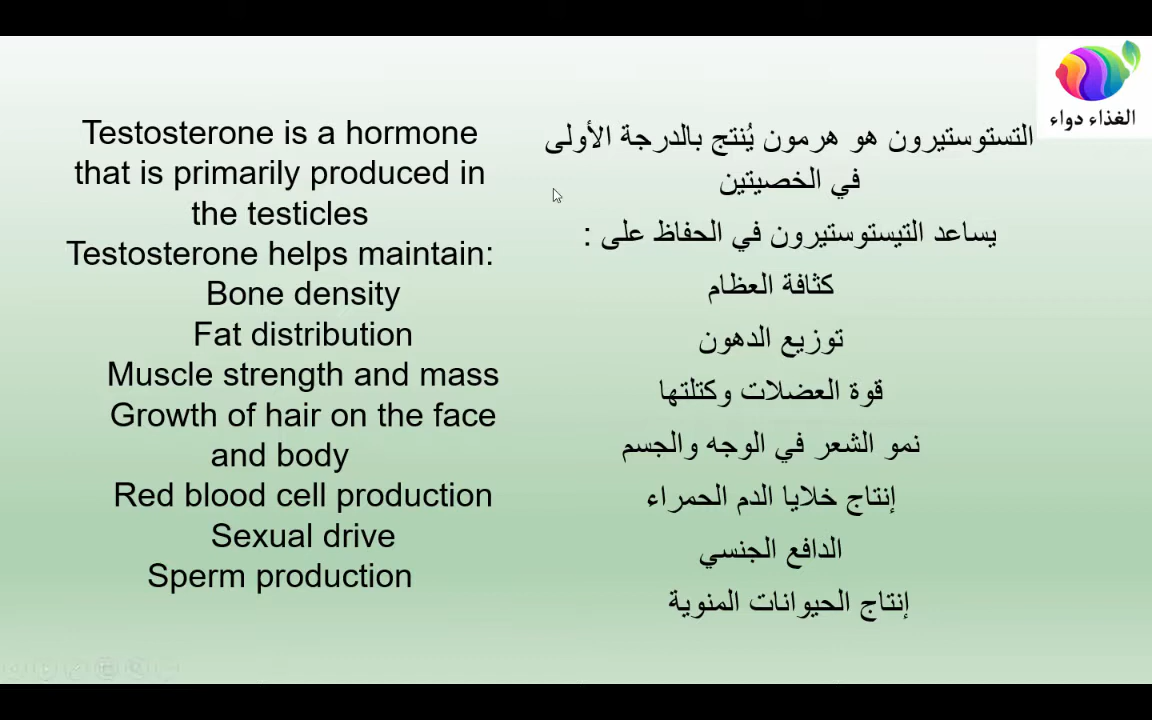 Testosterone is a hormone
that is primarily produced in
the testicles
Testosterone helps maintain:
Bone density
Fat distribution
Muscle strength and mass
Growth of hair on the face
and body
Red blood cell production
Sexual drive
Sperm production
التستوستيرون هو هرمون يُنتج بالدرجة الأولى
في الخصيتين
يساعد التيستوستيرون في الحفاظ على :
كثافة العظام
توزيع الدهون
قوة العضلات وكتلتها
نمو الشعر في الوجه والجسم
إنتاج خلايا الدم الحمراء
الدافع الجنسي
إنتاج الحيوانات المنوية
الغذاء دواء